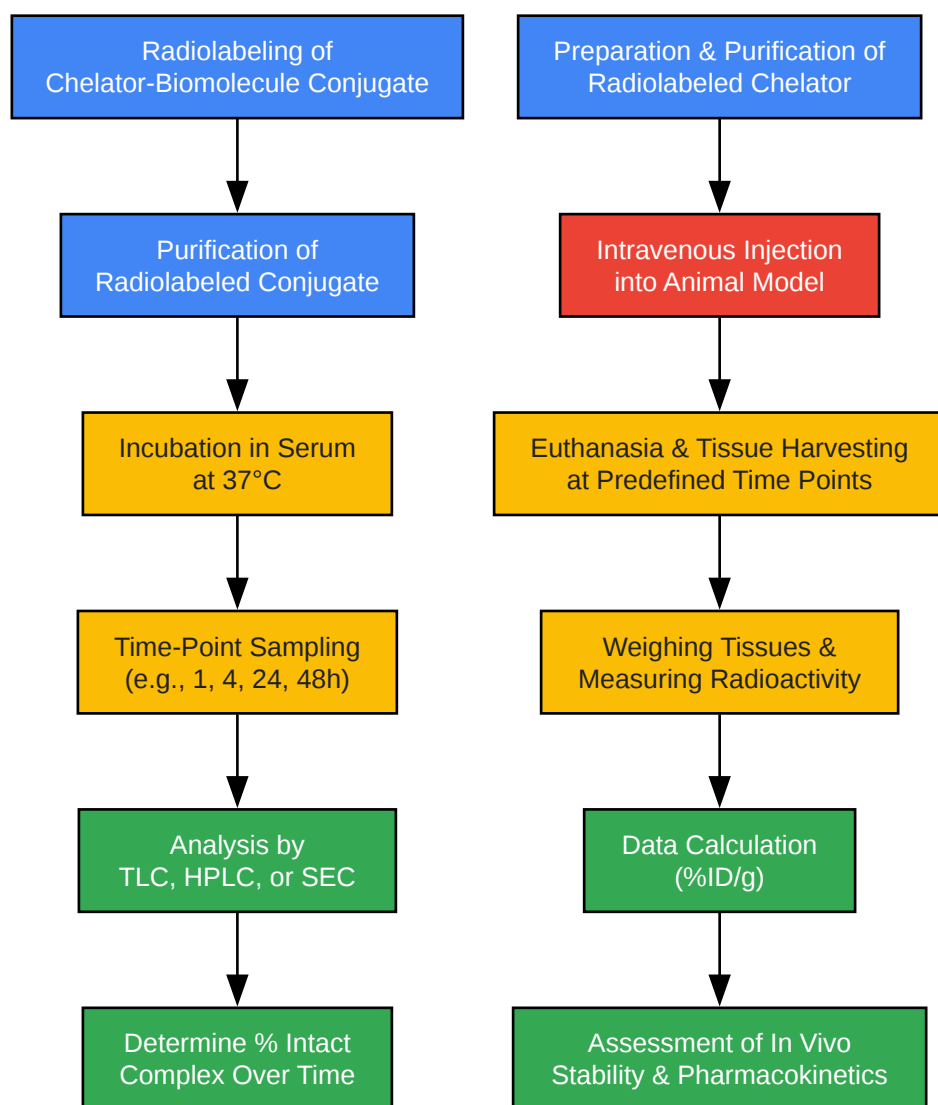 Radiolabeling of
Chelator-Biomolecule Conjugate
Purification of
Radiolabeled Conjugate
Incubation in Serum
at 37°C
Time-Point Sampling
(e.g., 1, 4, 24, 48h)
Analysis by
TLC, HPLC, or SEC
Determine % Intact
Complex Over Time
Preparation & Purification of
Radiolabeled Chelator
Intravenous Injection
into Animal Model
Euthanasia & Tissue Harvesting
at Predefined Time Points
Weighing Tissues &
Measuring Radioactivity
Data Calculation
(%ID/g)
Assessment of In Vivo
Stability & Pharmacokinetics